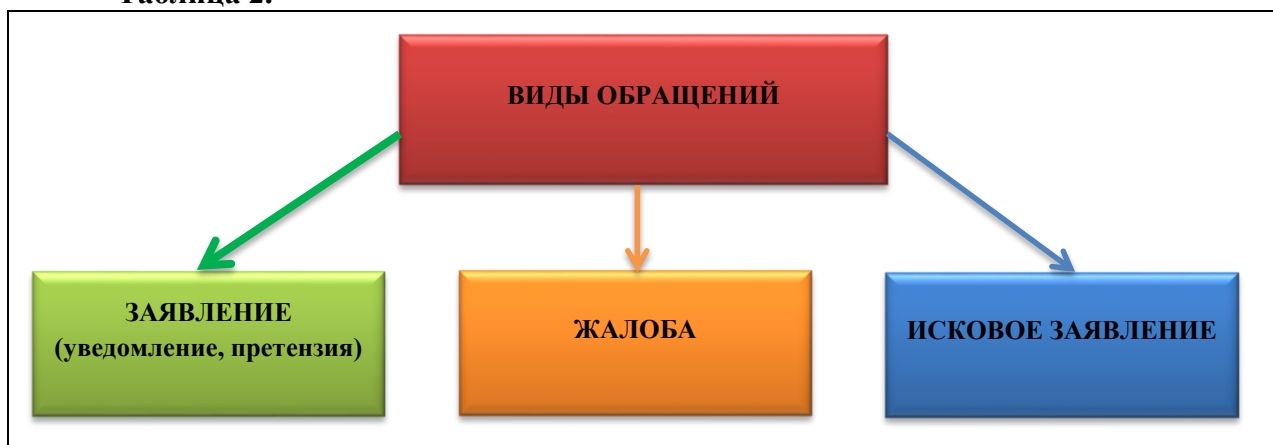 Таблица 2.
ВИДЫ ОБРАЩЕНИЙ
ЗАЯВЛЕНИЕ
(уведомление, претензия)
ЖАЛОБА
ИСКОВОЕ ЗАЯВЛЕНИЕ